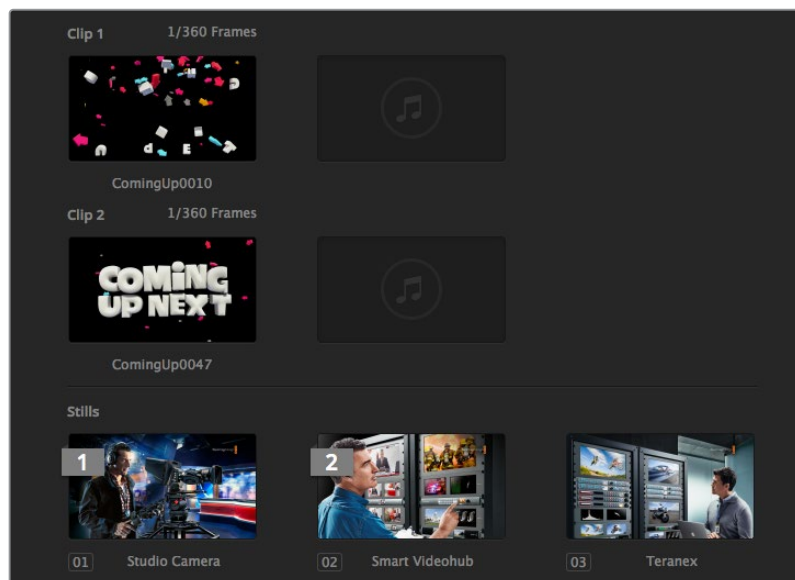 Clip 1 1/360 Frames
ComingUp0010
Clip 2 1/360 Frames
COMING
UP NEXT
ComingUp0047
Stills
1 2
01 Studio Camera 02 Smart Videohub 03 Teranex